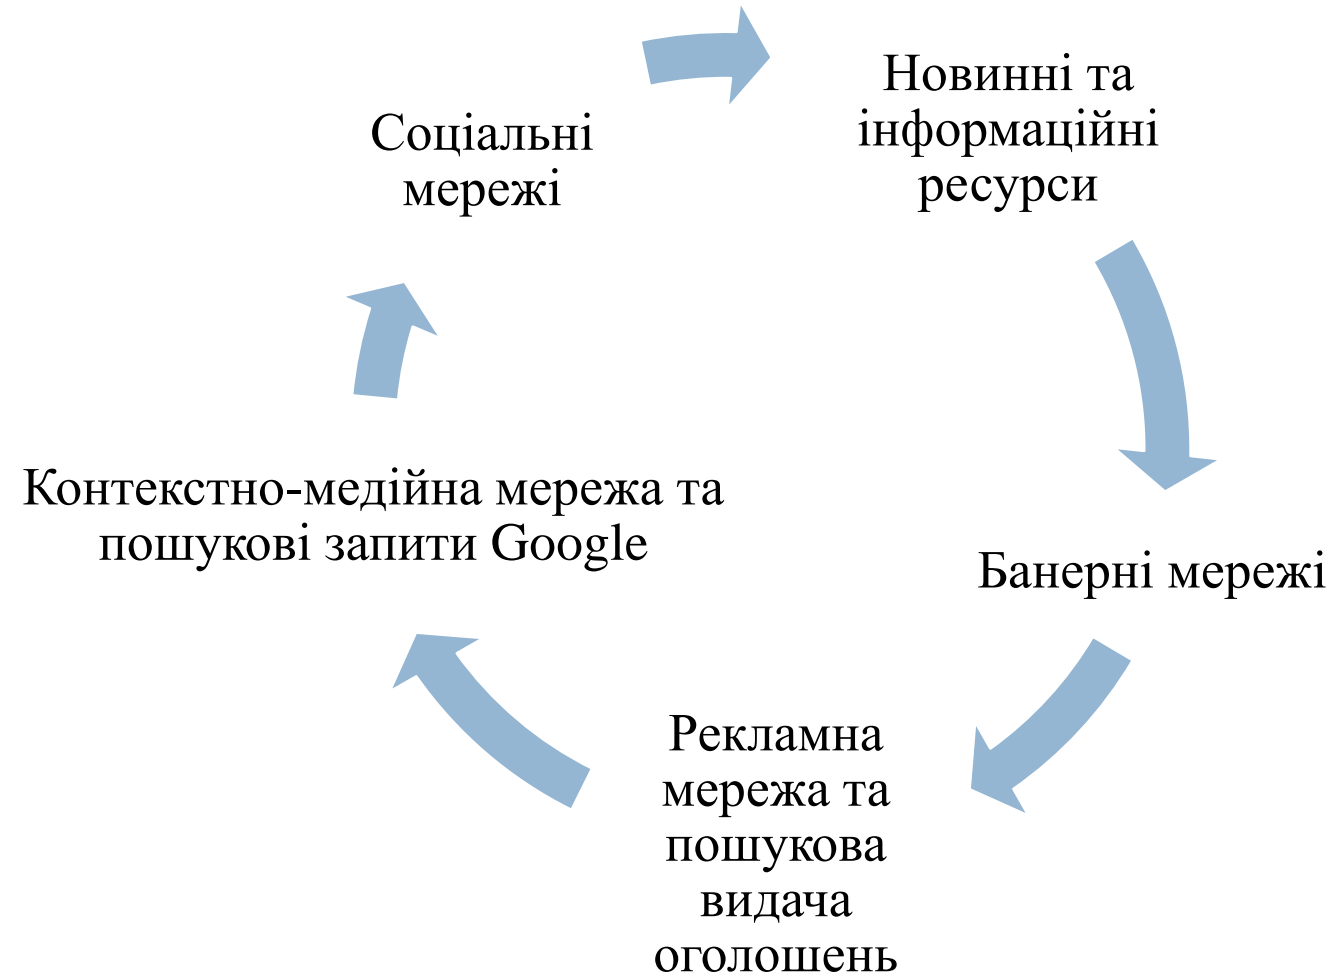 Соціальні
мережі
Новинні та
інформаційні
ресурси
Банерні мережі
Рекламна
мережа та
пошукова
видача
оголошень
Контекстно-медійна мережа та
пошукові запити Google